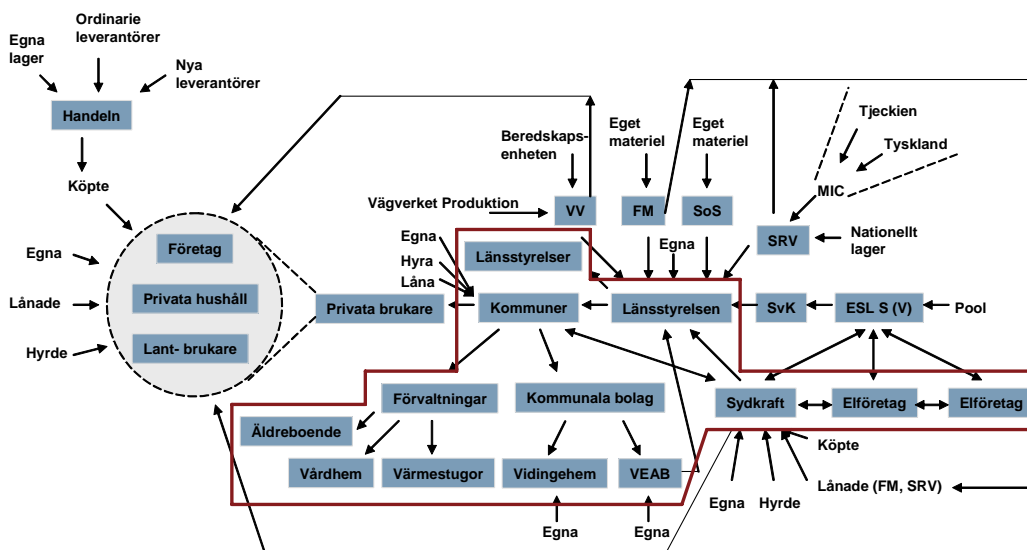 Ordinarie
leverantörer
Egna
lager
Nya
leverantörer
Handeln
Köpte
Egna
Lånade
Hyrde
Företag
Privata hushåll
Lant- brukare
Privata brukare
Beredskaps-
enheten
Vägverket Produktion
VV
Eget
materiel
FM
Eget
materiel
SoS
Tjeckien
Tyskland
MIC
SRV
Nationellt
lager
Egna
Hyra
Låna
Länsstyrelser
Egna
Kommuner
Länsstyrelsen
SvK
ESL S (V)
Pool
Förvaltningar
Kommunala bolag
Sydkraft
Elföretag
Elföretag
Äldreboende
Vårdhem
Värmestugor
Vidingehem
VEAB
Köpte
Egna
Hyrde
Lånade (FM, SRV)
Egna
Egna